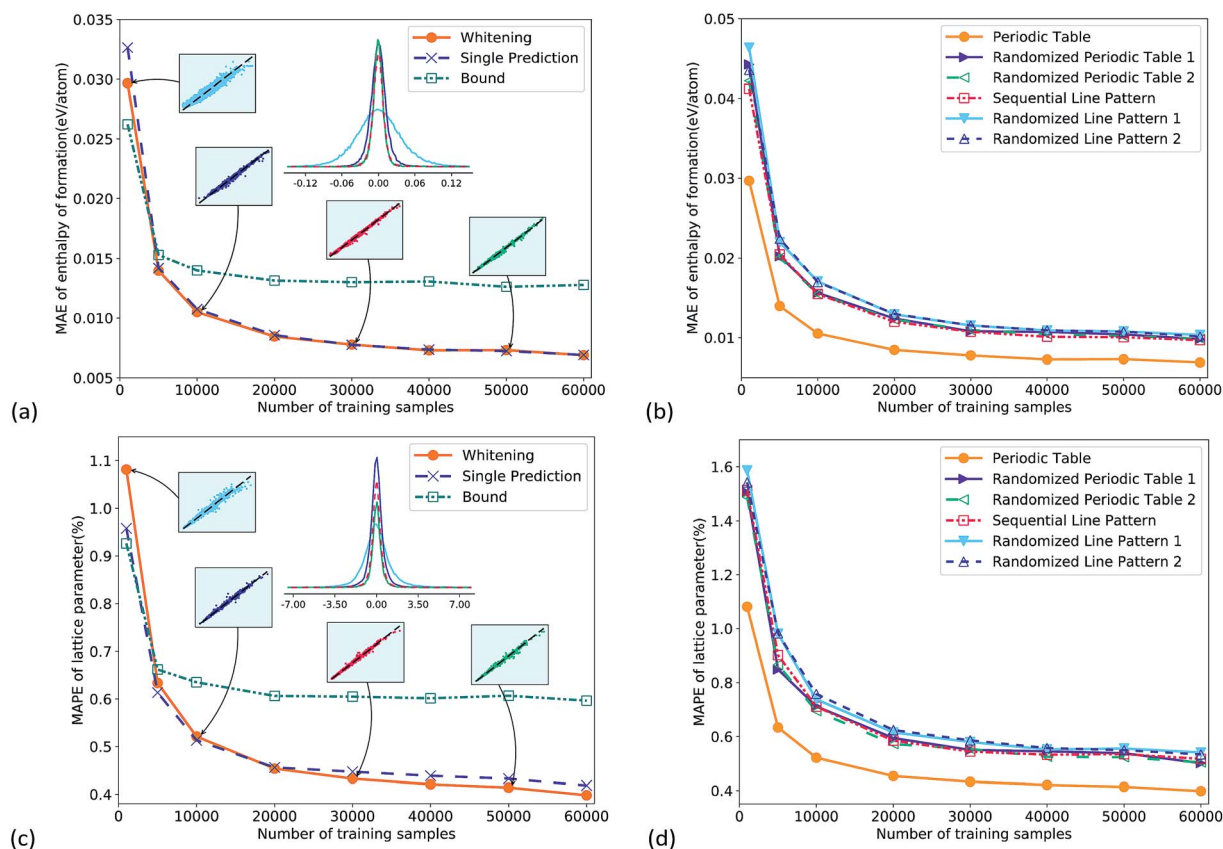 0.035
0.030
0.025
0.020
0.015
0.010
0.005
MAE of enthalpy of formation(eV/atom)
Whitening
Single Prediction
Bound
-0.12 -0.06 0.00 0.06 0.12
0 10000 20000 30000 40000 50000 60000
Number of training samples
(a)
0.05
0.04
0.03
0.02
0.01
MAE of enthalpy of formation(eV/atom)
Periodic Table
Randomized Periodic Table 1
Randomized Periodic Table 2
Sequential Line Pattern
Randomized Line Pattern 1
Randomized Line Pattern 2
0 10000 20000 30000 40000 50000 60000
Number of training samples
(b)
1.1
1.0
0.9
0.8
0.7
0.6
0.5
0.4
MAPE of lattice parameter(%)
Whitening
Single Prediction
Bound
-7.00 -3.50 0.00 3.50 7.00
0 10000 20000 30000 40000 50000 60000
Number of training samples
(c)
1.6
1.4
1.2
1.0
0.8
0.6
0.4
MAPE of lattice parameter(%)
Periodic Table
Randomized Periodic Table 1
Randomized Periodic Table 2
Sequential Line Pattern
Randomized Line Pattern 1
Randomized Line Pattern 2
0 10000 20000 30000 40000 50000 60000
Number of training samples
(d)